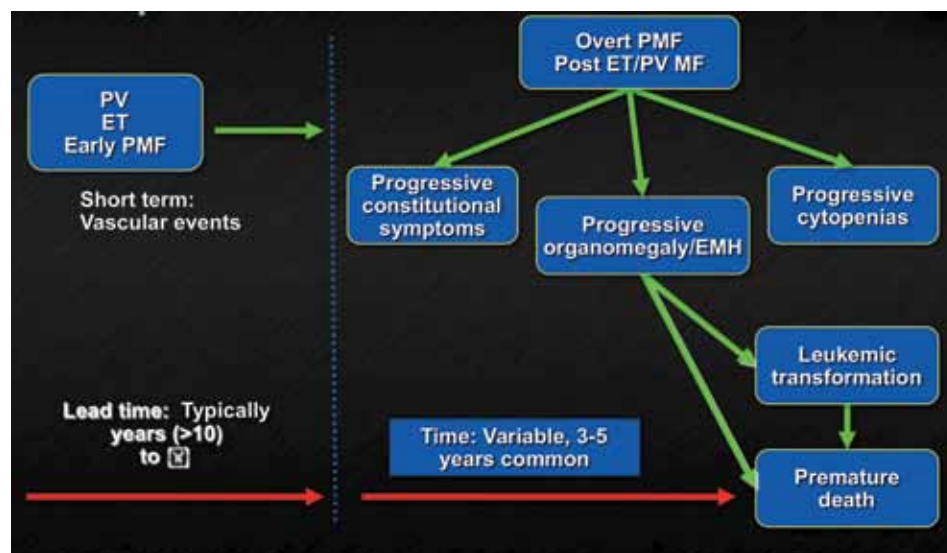 Overt PMF
Post ET/PV MF
PV
ET
Early PMF
Short term:
Vascular events
Progressive
constitutional
symptoms
Progressive
organomegaly/EMH
Progressive
cytopenias
Leukemic
transformation
Lead time: Typically
years (>10)
to
Time: Variable, 3-5
years common
Premature
death